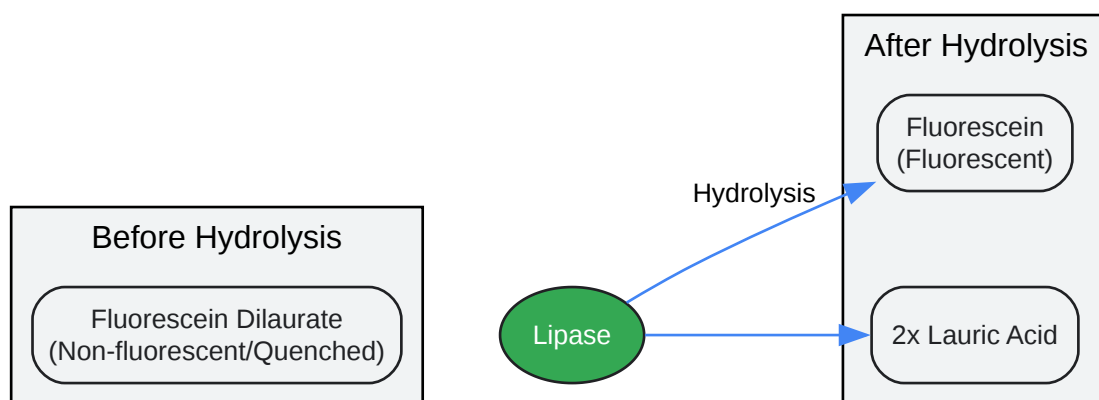 Before Hydrolysis
Fluorescein Dilaurate
(Non-fluorescent/Quenched)
Lipase
Hydrolysis
After Hydrolysis
Fluorescein
(Fluorescent)
2x Lauric Acid